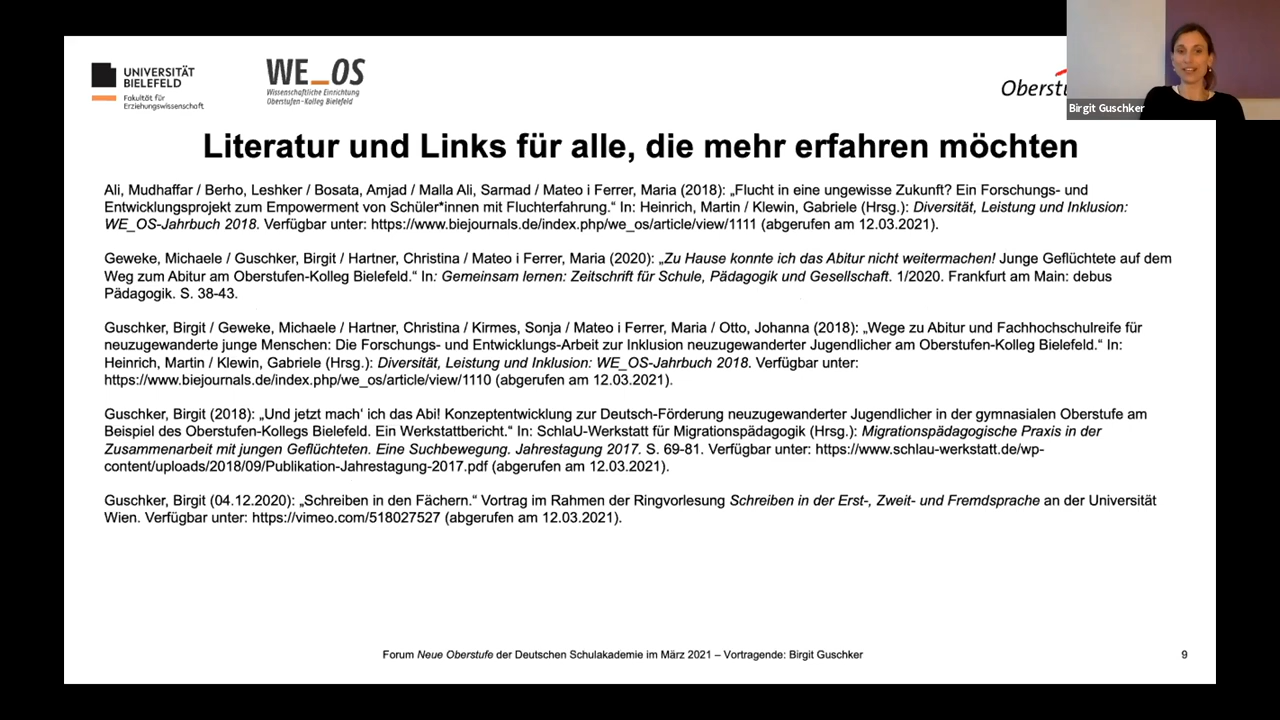 UNIVERSITÄT
BIELEFELD
Fakultät für
Erziehungswissenschaft
WE_OS
Wissenschaftliche Einrichtung
Oberstufen-Kolleg Bielefeld
Birgit Guschker
Literatur und Links für alle, die mehr erfahren möchten
Ali, Mudhaffar / Berho, Leshker / Bosata, Amjad / Malla Ali, Sarmad / Mateo i Ferrer, Maria (2018): „Flucht in eine ungewisse Zukunft? Ein Forschungs- und
Entwicklungsprojekt zum Empowerment von Schüler*innen mit Fluchterfahrung.“ In: Heinrich, Martin / Klewin, Gabriele (Hrsg.): Diversität, Leistung und Inklusion:
WE_OS-Jahrbuch 2018. Verfügbar unter: https://www.biejournals.de/index.php/we_os/article/view/1111 (abgerufen am 12.03.2021).
Geweke, Michaele / Guschker, Birgit / Hartner, Christina / Mateo i Ferrer, Maria (2020): „Zu Hause konnte ich das Abitur nicht weitermachen! Junge Geflüchtete auf dem
Weg zum Abitur am Oberstufen-Kolleg Bielefeld.“ In: Gemeinsam lernen: Zeitschrift für Schule, Pädagogik und Gesellschaft. 1/2020. Frankfurt am Main: debus
Pädagogik. S. 38-43.
Guschker, Birgit / Geweke, Michaele / Hartner, Christina / Kirmes, Sonja / Mateo i Ferrer, Maria / Otto, Johanna (2018): „Wege zu Abitur und Fachhochschulreife für
neuzugewanderte junge Menschen: Die Forschungs- und Entwicklungs-Arbeit zur Inklusion neuzugewanderter Jugendlicher am Oberstufen-Kolleg Bielefeld.“ In:
Heinrich, Martin / Klewin, Gabriele (Hrsg.): Diversität, Leistung und Inklusion: WE_OS-Jahrbuch 2018. Verfügbar unter:
https://www.biejournals.de/index.php/we_os/article/view/1110 (abgerufen am 12.03.2021).
Guschker, Birgit (2018): „Und jetzt mach’ ich das Abi! Konzeptentwicklung zur Deutsch-Förderung neuzugewanderter Jugendlicher in der gymnasialen Oberstufe am
Beispiel des Oberstufen-Kollegs Bielefeld. Ein Werkstattbericht.“ In: SchlaU-Werkstatt für Migrationspädagogik (Hrsg.): Migrationspädagogische Praxis in der
Zusammenarbeit mit jungen Geflüchteten. Eine Suchbewegung. Jahrestagung 2017. S. 69-81. Verfügbar unter: https://www.schlau-werkstatt.de/wp-
content/uploads/2018/09/Publikation-Jahrestagung-2017.pdf (abgerufen am 12.03.2021).
Guschker, Birgit (04.12.2020): „Schreiben in den Fächern.“ Vortrag im Rahmen der Ringvorlesung Schreiben in der Erst-, Zweit- und Fremdsprache an der Universität
Wien. Verfügbar unter: https://vimeo.com/518027527 (abgerufen am 12.03.2021).
Forum Neue Oberstufe der Deutschen Schulakademie im März 2021 – Vortragende: Birgit Guschker
9